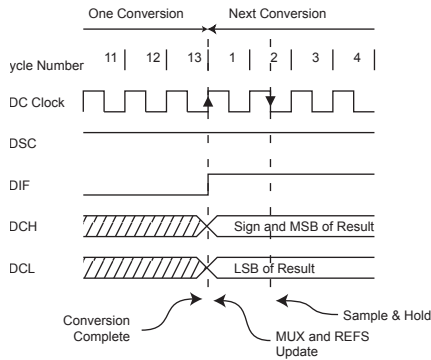 One Conversion Next Conversion
11 12 13 1 2 3 4
ycle Number
DC Clock
DSC
DIF
DCH Sign and MSB of Result
DCL LSB of Result
Conversion
Complete
MUX and REFS
Update
Sample & Hold